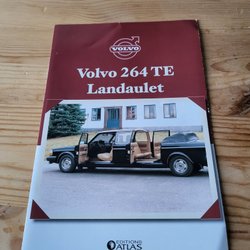 VOLVO
Volvo 264 TE
Landaulet
EDITIONS
ATLAS